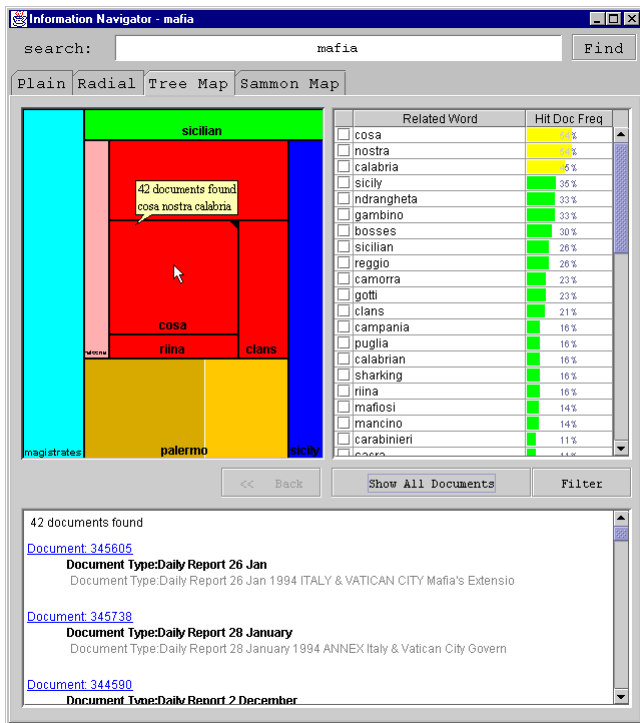 Information Navigator - mafia
search: mafia Find
Plain Radial Tree Map Sammon Map
sicilian
42 documents found
cosa nostra calabria
cosa
riina
clans
magistrates
palermo
sicily
Related Word Hit Doc Freq
cosa
nostra
calabria
sicily 35%
ndrangheta 33%
gambino 33%
bosses 30%
sicilian 26%
reggio 26%
camorra 23%
gotti 23%
clans 21%
campania 16%
puglia 16%
calabrian 16%
sharking 16%
riina 16%
mafiosi 14%
mancino 14%
carabinieri 11%
<< Back Show All Documents Filter
42 documents found
Document: 345605
Document Type:Daily Report 26 Jan
Document Type:Daily Report 26 Jan 1994 ITALY & VATICAN CITY Mafia's Extensio
Document: 345738
Document Type:Daily Report 28 January
Document Type:Daily Report 28 January 1994 ANNEX Italy & Vatican City Govern
Document: 344590
Document Type:Daily Report 2 December